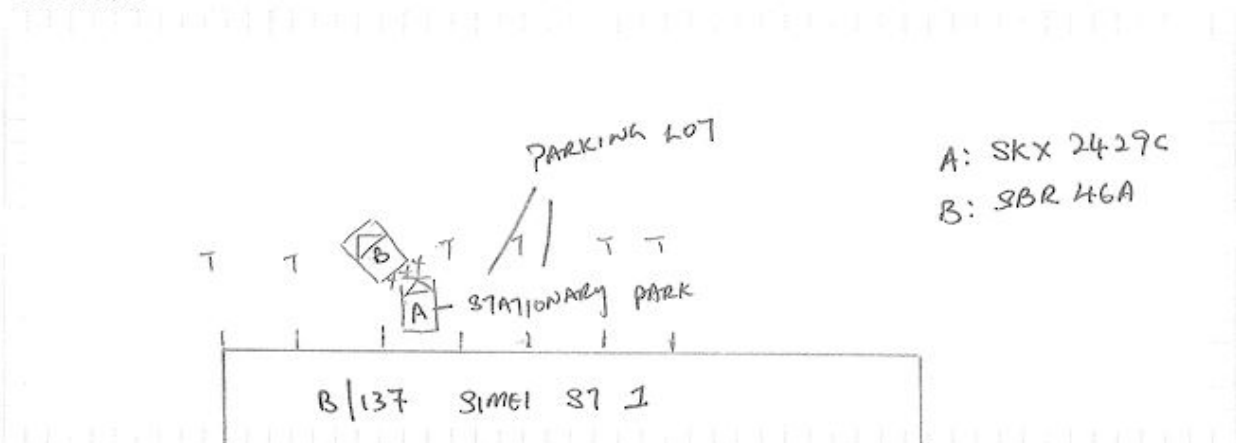 PARKING LOT
A: SKX 2429C
B: SBR 46A
B
A
STATIONARY PARK
B/137 SIMEI ST 1